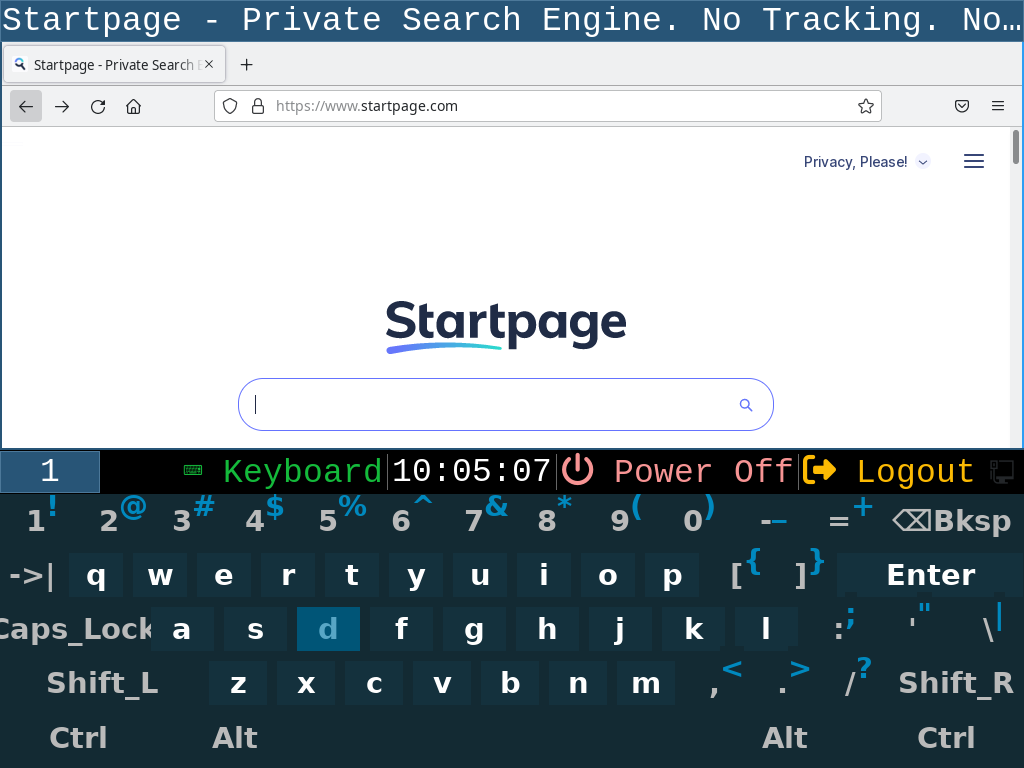 Startpage - Private Search Engine. No Tracking. No…
Startpage - Private Search E
https://www.startpage.com
Privacy, Please!
Startpage
1 Keyboard 10:05:07 Power Off Logout
1! 2@ 3# 4$ 5% 6^ 7& 8* 9( 0) -_ =+ ⌫Bksp
->| q w e r t y u i o p [{ ]} Enter
Caps_Lock a s d f g h j k l :; '" \|
Shift_L z x c v b n m ,< .> /? Shift_R
Ctrl Alt Alt Ctrl